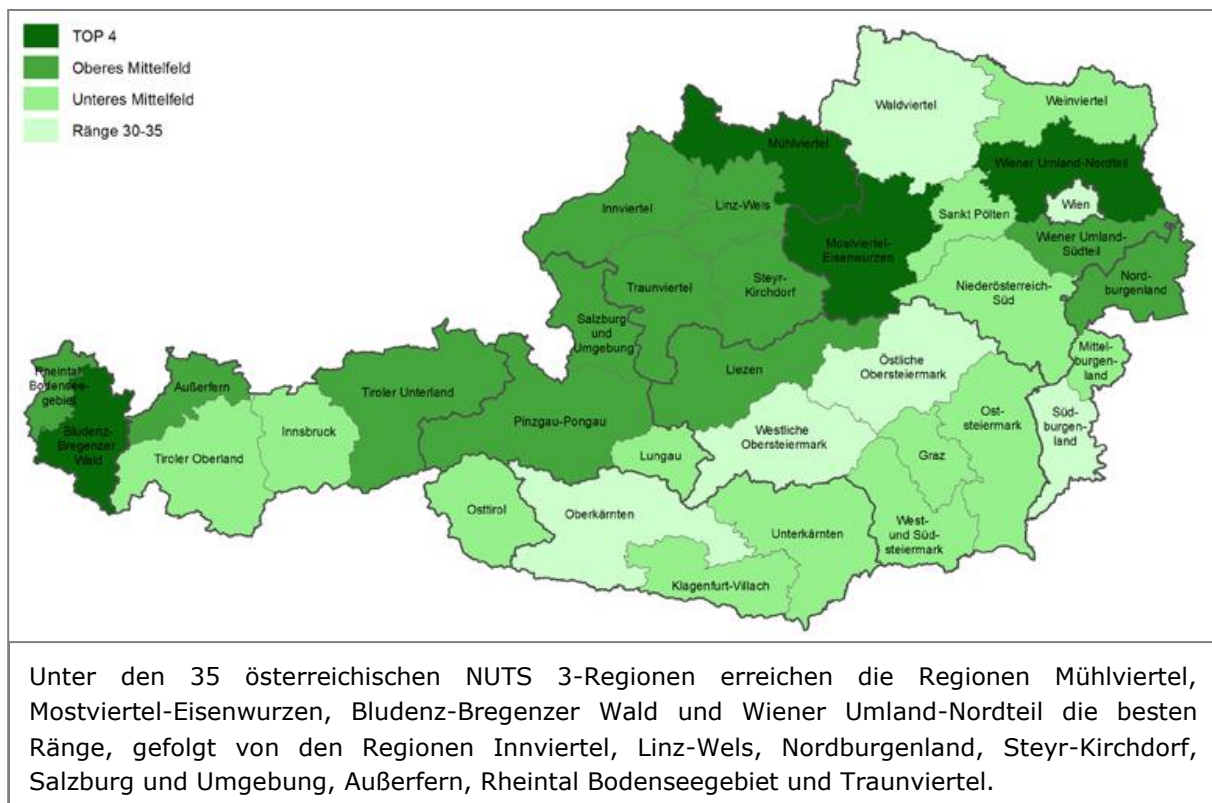 TOP 4
Oberes Mittelfeld
Unteres Mittelfeld
Ränge 30-35
Waldviertel
Weinviertel
Mühlviertel
Wiener Umland-Nordteil
Innviertel
Linz-Wels
Sankt Pölten
Wien
Mostviertel-
Eisenwurzen
Wiener Umland-
Südteil
Nord-
burgenland
Traunviertel
Steyr-
Kirchdorf
Niederösterreich-
Süd
Salzburg
und
Umgebung
Mittel-
burgen-
land
Rheintal
Bodensee-
gebiet
Außerfern
Tiroler Unterland
Liezen
Östliche
Obersteiermark
Bludenz-
Bregenzer
Wald
Tiroler Oberland
Innsbruck
Pinzgau-Pongau
Lungau
Westliche
Obersteiermark
Graz
Ost-
steiermark
Süd-
burgen-
land
Osttirol
Oberkärnten
Unterkärnten
West-
und Süd-
steiermark
Klagenfurt-Villach
Unter den 35 österreichischen NUTS 3-Regionen erreichen die Regionen Mühlviertel,
Mostviertel-Eisenwurzen, Bludenz-Bregenzer Wald und Wiener Umland-Nordteil die besten
Ränge, gefolgt von den Regionen Innviertel, Linz-Wels, Nordburgenland, Steyr-Kirchdorf,
Salzburg und Umgebung, Außerfern, Rheintal Bodenseegebiet und Traunviertel.